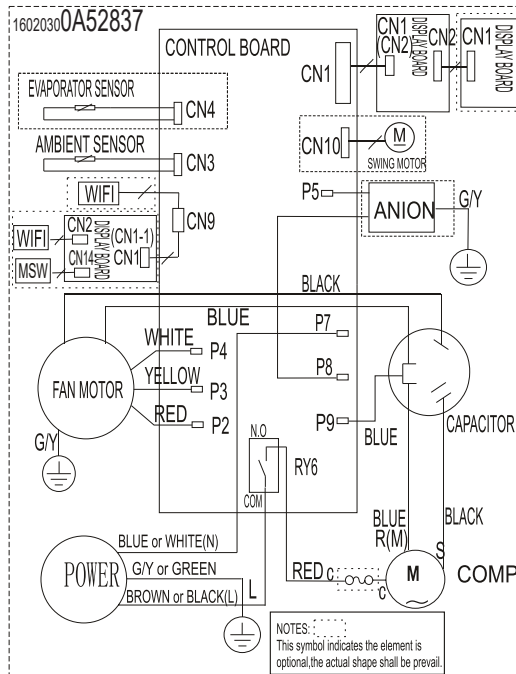 16020300A52837
CONTROL BOARD
CN1
CN1
(CN2)
DISPLAY BOARD
CN2
CN1
DISPLAY BOARD
EVAPORATOR SENSOR
CN4
AMBIENT SENSOR
CN3
CN10
M
SWING MOTOR
WIFI
CN9
P5
ANION
G/Y
WIFI
CN2
MSW
CN14
DISPLAY BOARD
(CN1-1)
CN1
BLACK
BLUE
WHITE
P4
P7
FAN MOTOR
YELLOW
P3
P8
RED
P2
P9
BLUE
CAPACITOR
G/Y
N.O
RY6
COM
BLUE
R(M)
BLACK
S
POWER
BLUE or WHITE(N)
G/Y or GREEN
BROWN or BLACK(L)
L
RED
C
C
M
COMP
NOTES:
This symbol indicates the element is
optional,the actual shape shall be prevail.